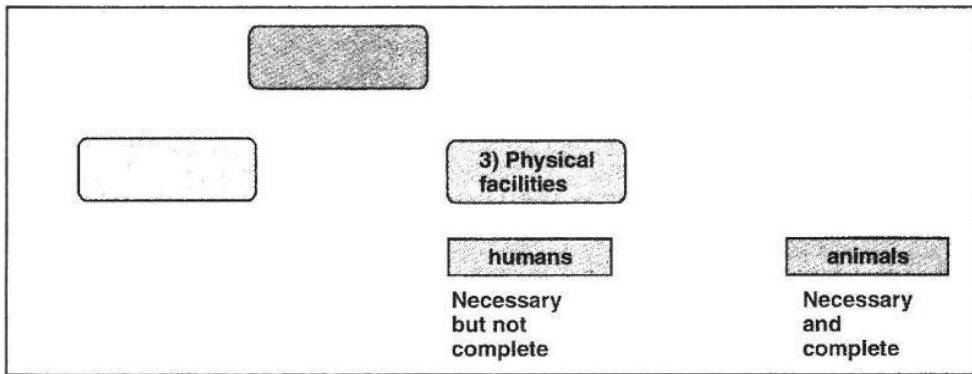 3) Physical
facilities
humans
animals
Necessary
but not
complete
Necessary
and
complete